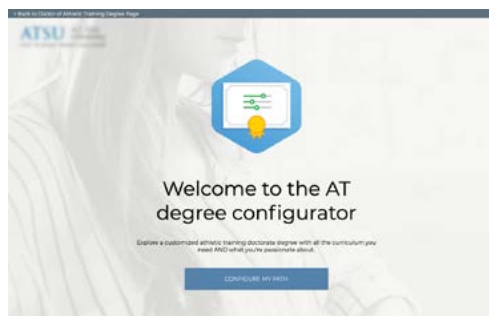 < Back to Doctor of Athletic Training Degree Page
ATSU
Welcome to the AT
degree configurator
Explore a customized athletic training doctorate degree with all the curriculum you
need AND what you're passionate about.
CONFIGURE MY PATH